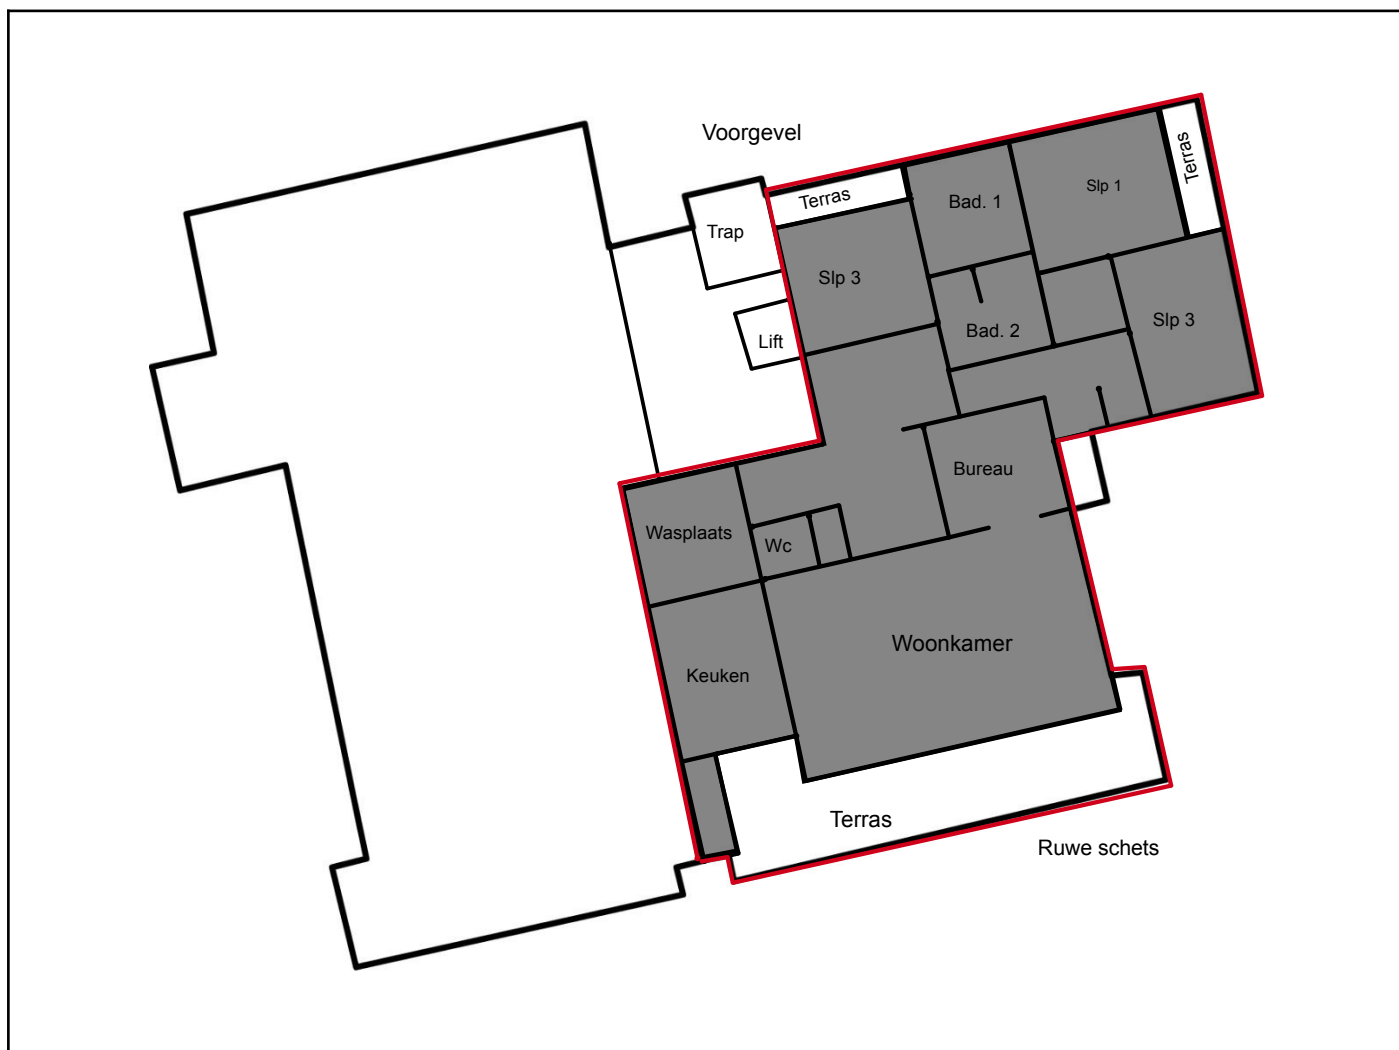 Voorgevel
Terras
Terras
Slp 1
Bad. 1
Trap
Slp 3
Slp 3
Bad. 2
Lift
Bureau
Wasplaats
Wc
Woonkamer
Keuken
Terras
Ruwe schets